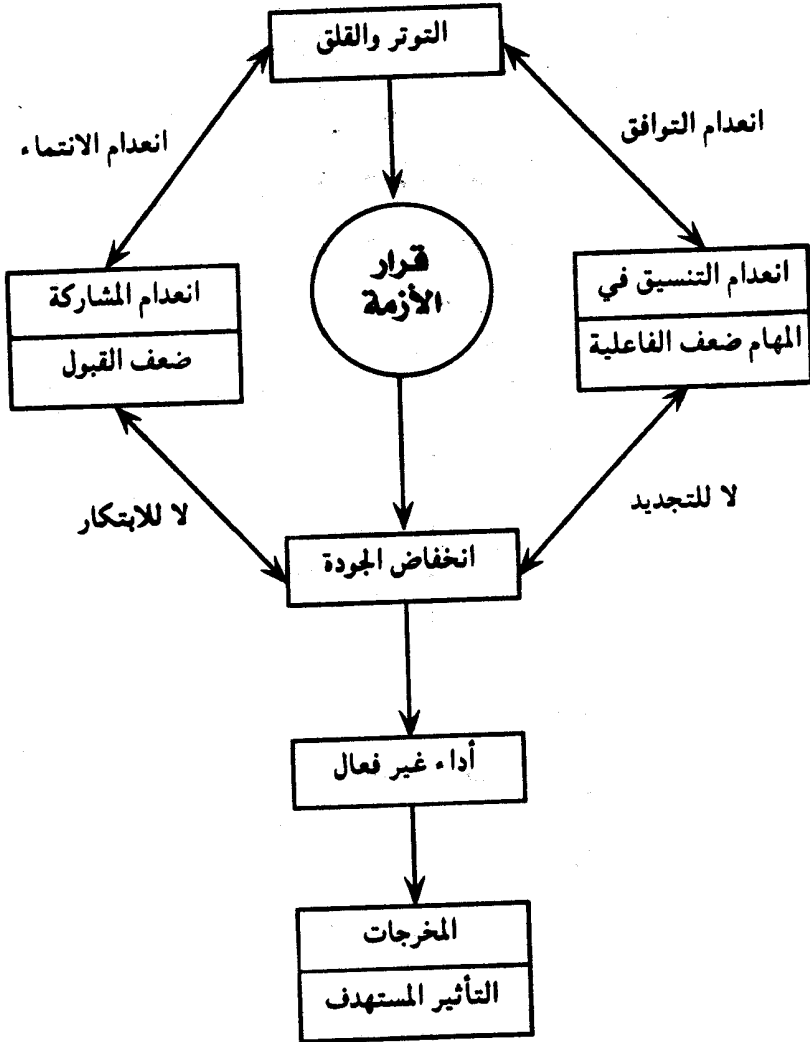 التوتر والقلق
انعدام التوافق
انعدام الانتماء
قرار
الأزمة
انعدام التنسيق في
المهام ضعف الفاعلية
انعدام المشاركة
ضعف القبول
لا للتجديد
لا للابتكار
انخفاض الجودة
أداء غير فعال
المخرجات
التأثير المستهدف